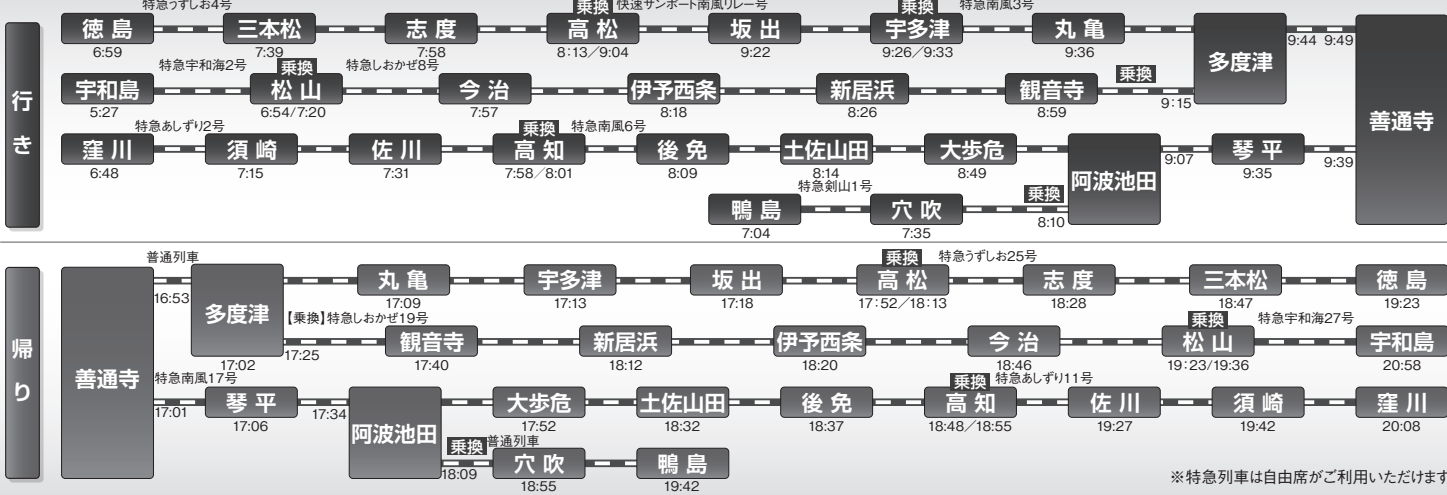 行き
特急うずしお4号 乗換 快速サンポート南風リレー号 乗換 特急南風3号
徳島 三本松 志度 高松 坂出 宇多津 丸亀 多度津 善通寺
6:59 7:39 7:58 8:13／9:04 9:22 9:26／9:33 9:36 9:44 9:49
特急宇和海2号 乗換 特急しおかぜ8号 乗換
宇和島 松山 今治 伊予西条 新居浜 観音寺
5:27 6:54/7:20 7:57 8:18 8:26 8:59 9:15
特急あしずり2号 乗換 特急南風6号
窪川 須崎 佐川 高知 後免 土佐山田 大歩危 阿波池田 琴平
6:48 7:15 7:31 7:58／8:01 8:09 8:14 8:49 9:07 9:35 9:39
特急剣山1号 乗換
鴨島 穴吹
7:04 7:35 8:10
帰り
普通列車 乗換 特急うずしお25号
善通寺 多度津 丸亀 宇多津 坂出 高松 志度 三本松 徳島
16:53 17:09 17:13 17:18 17:52／18:13 18:28 18:47 19:23
【乗換】特急しおかぜ19号 乗換 特急宇和海27号
観音寺 新居浜 伊予西条 今治 松山 宇和島
17:02 17:25 17:40 18:12 18:20 18:46 19:23/19:36 20:58
特急南風17号 乗換 特急あしずり11号
琴平 阿波池田 大歩危 土佐山田 後免 高知 佐川 須崎 窪川
17:01 17:06 17:34 17:52 18:32 18:37 18:48／18:55 19:27 19:42 20:08
乗換 普通列車
穴吹 鴨島
18:09 18:55 19:42
※特急列車は自由席がご利用いただけます